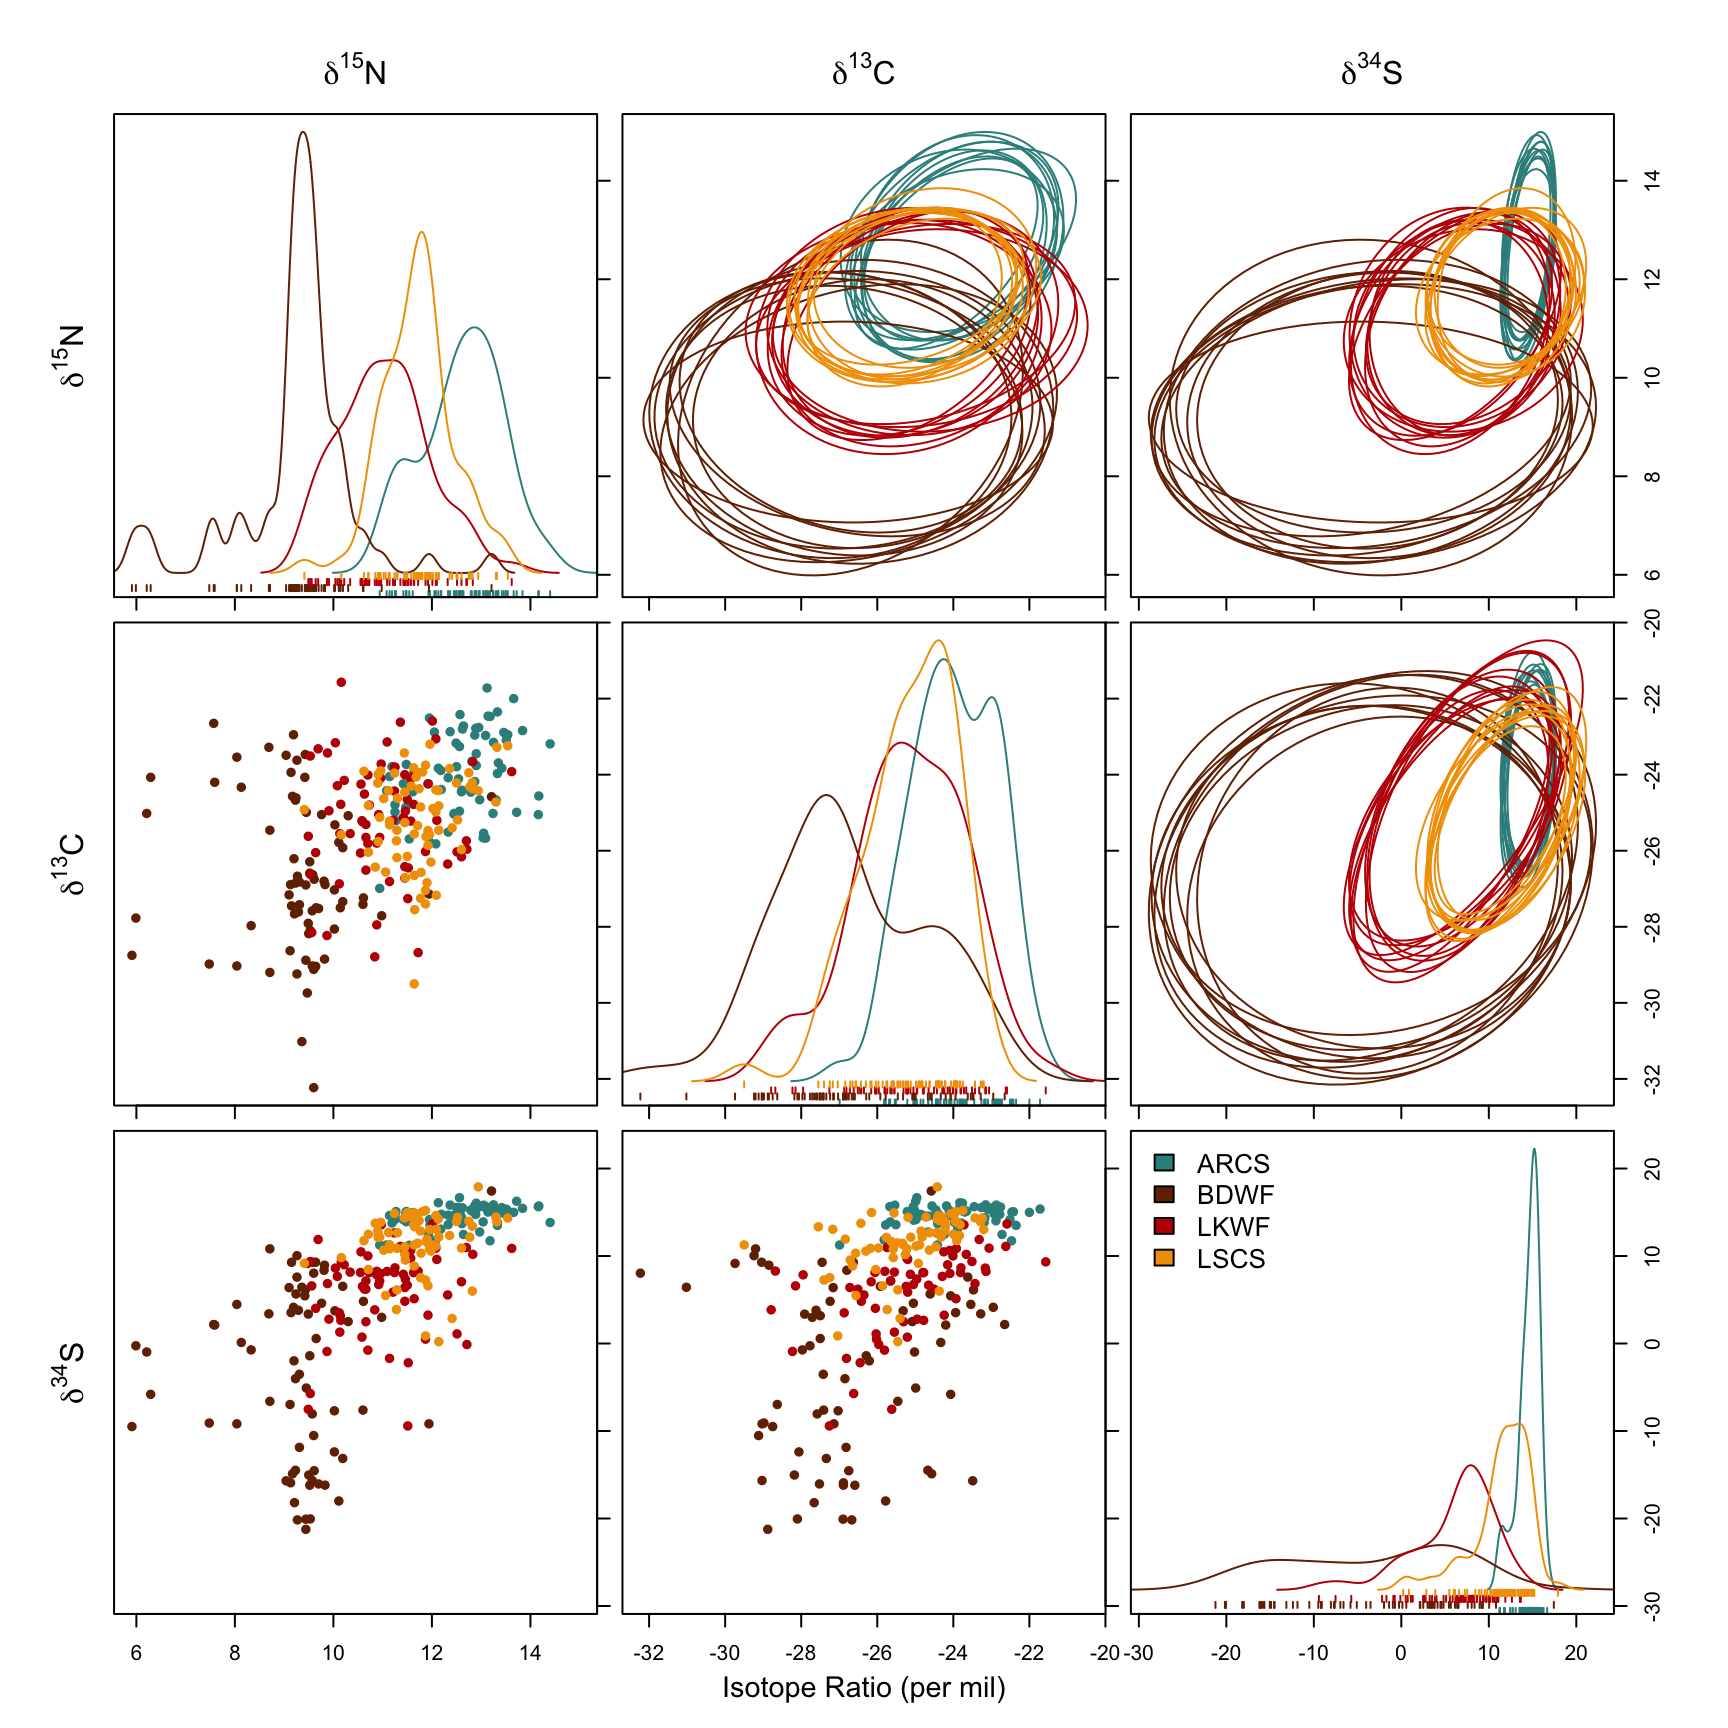 δ¹⁵N δ¹³C δ³⁴S
δ¹⁵N
14
12
10
8
6
δ¹³C
-20
-22
-24
-26
-28
-30
-32
δ³⁴S
ARCS
BDWF
LKWF
LSCS
20
10
0
-10
-20
-30
6 8 10 12 14 -32 -30 -28 -26 -24 -22 -20 -30 -20 -10 0 10 20
Isotope Ratio (per mil)